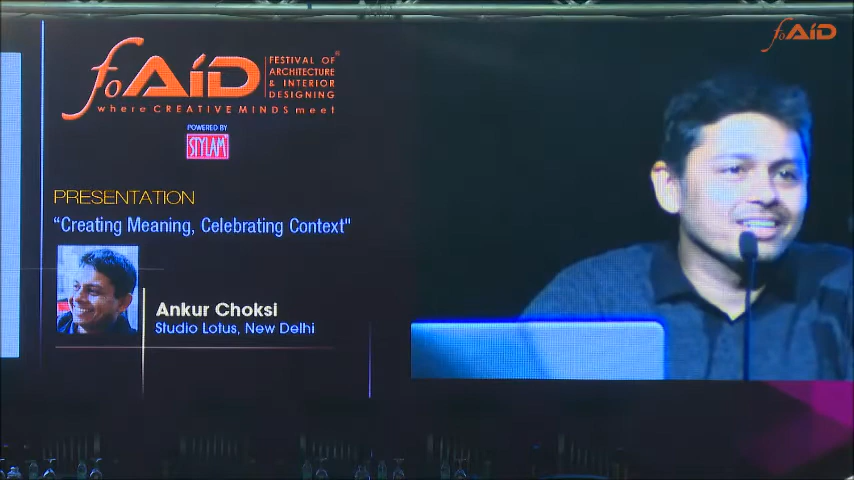 foAID
foAID
FESTIVAL OF
ARCHITECTURE
& INTERIOR
DESIGNING
where CREATIVE MINDS meet
POWERED BY
STYLAM
PRESENTATION
“Creating Meaning, Celebrating Context"
Ankur Choksi
Studio Lotus, New Delhi